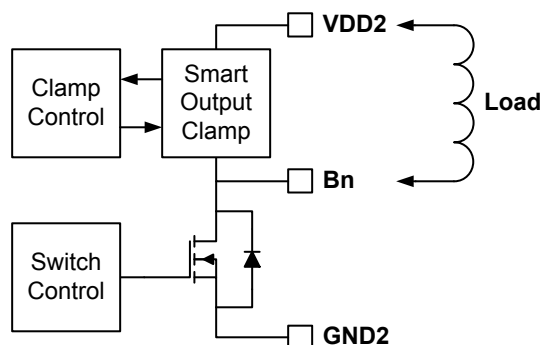 VDD2
Clamp
Control
Smart
Output
Clamp
Load
Bn
Switch
Control
GND2